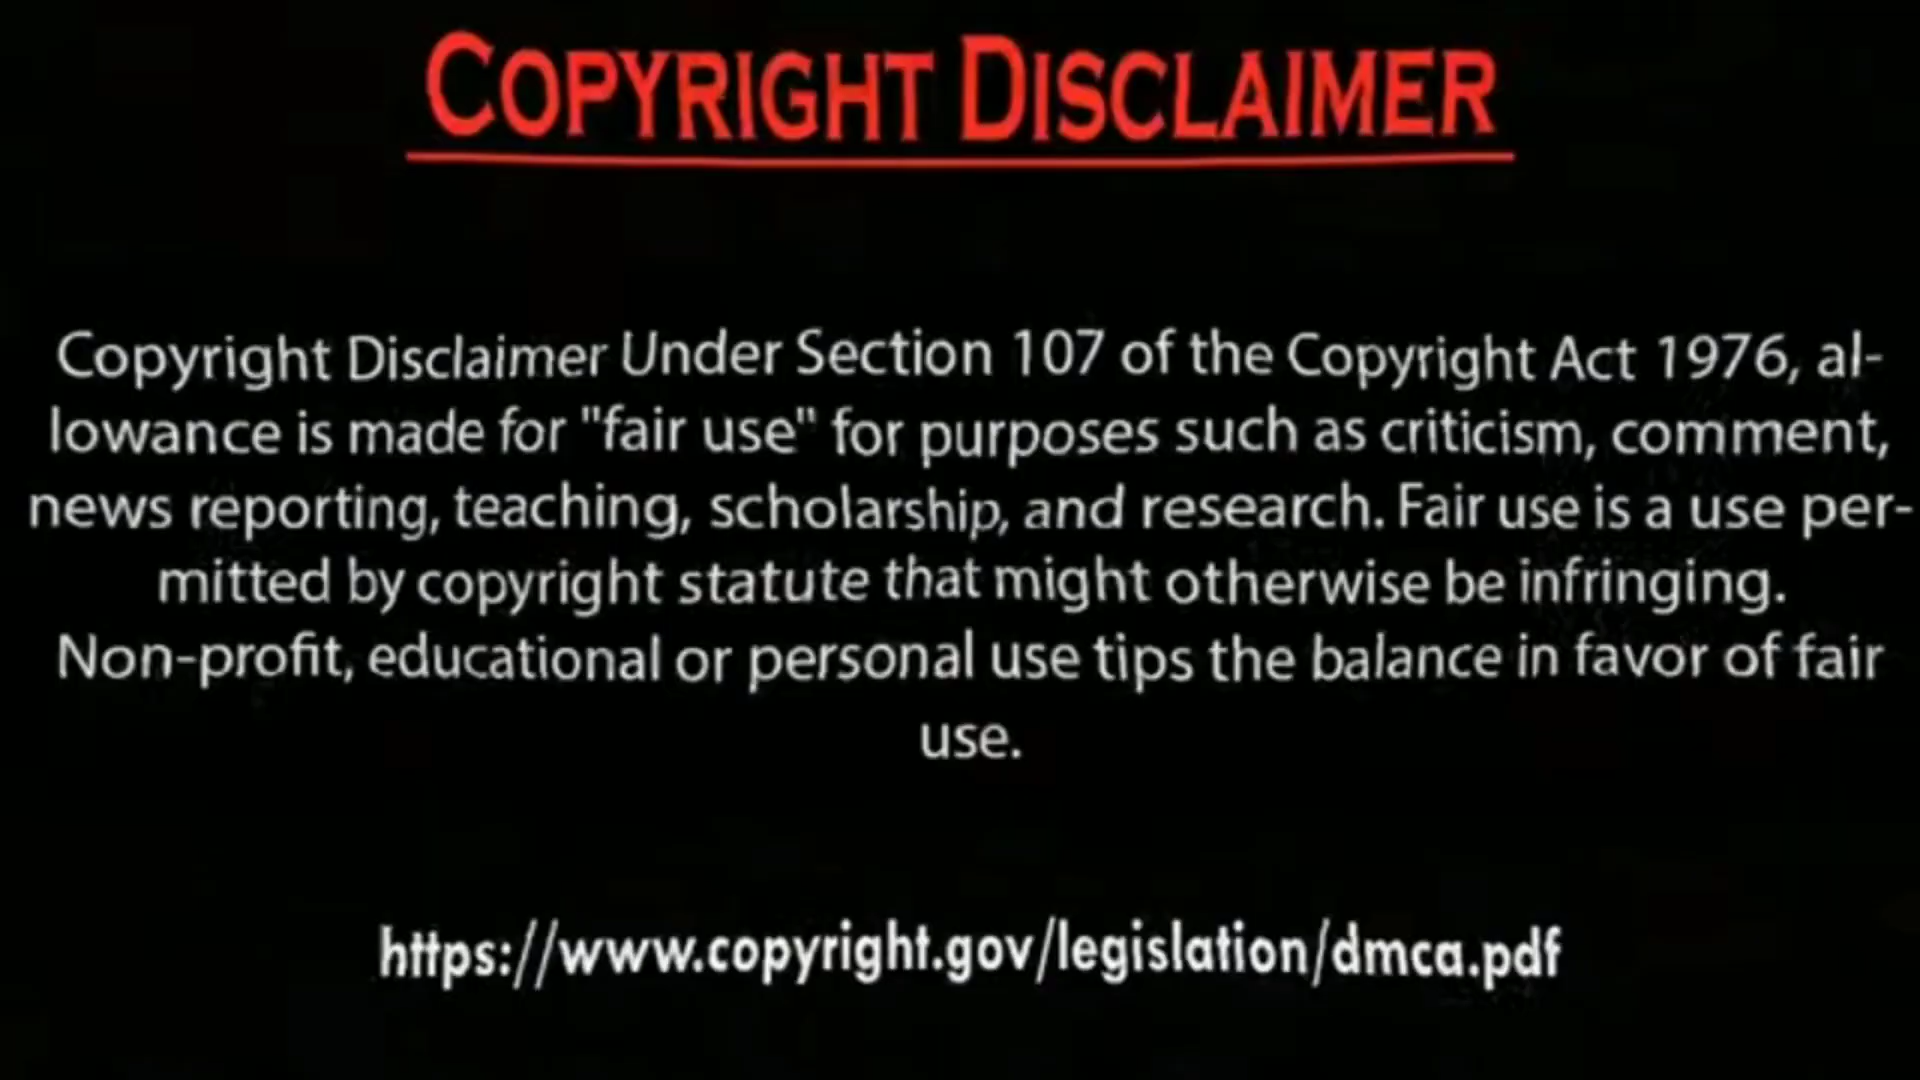 COPYRIGHT DISCLAIMER
Copyright Disclaimer Under Section 107 of the Copyright Act 1976, al-
lowance is made for "fair use" for purposes such as criticism, comment,
news reporting, teaching, scholarship, and research. Fair use is a use per-
mitted by copyright statute that might otherwise be infringing.
Non-profit, educational or personal use tips the balance in favor of fair
use.
https://www.copyright.gov/legislation/dmca.pdf